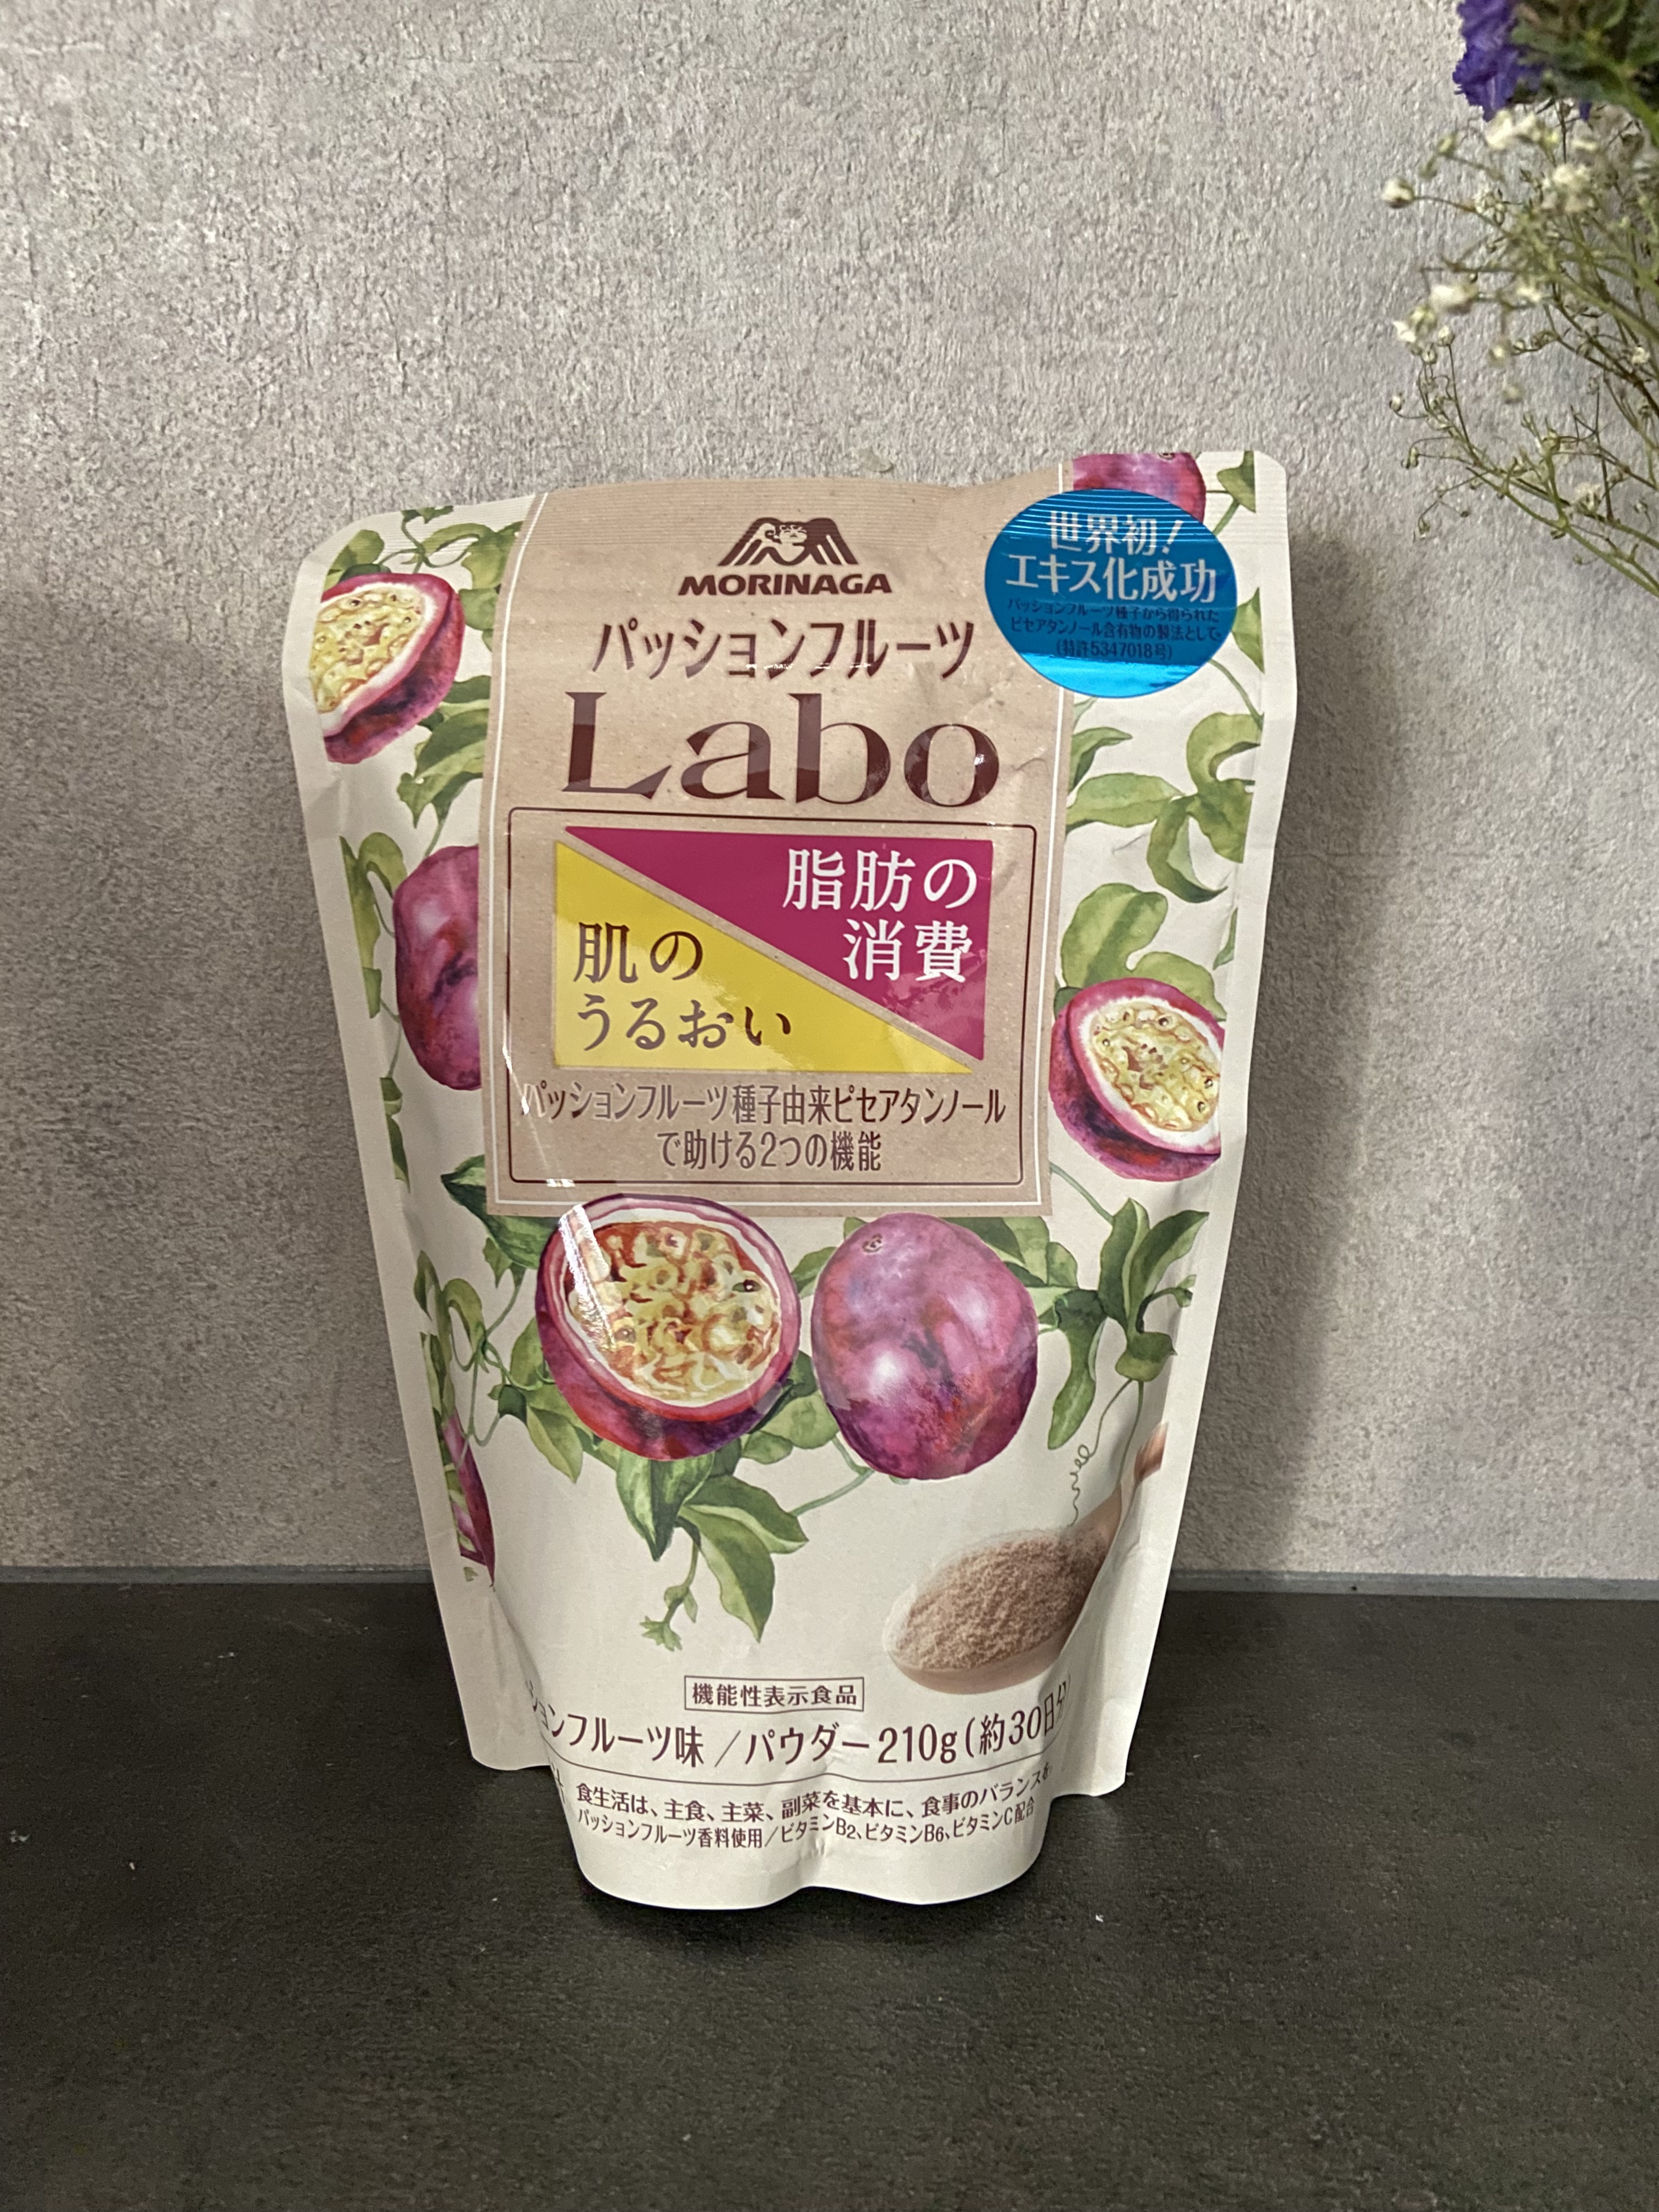 MORINAGA
パッションフルーツ
Labo
世界初!
エキス化成功
パッションフルーツ種子から得られた
ピセアタンノール含有物の製法として
(特許5347018号)
脂肪の
消費
肌の
うるおい
パッションフルーツ種子由来ピセアタンノール
で助ける2つの機能
機能性表示食品
ションフルーツ味/パウダー210g(約30日分
食生活は、主食、主菜、副菜を基本に、食事のバランスを
パッションフルーツ香料使用/ビタミンB2、ビタミンB6、ビタミンC配合